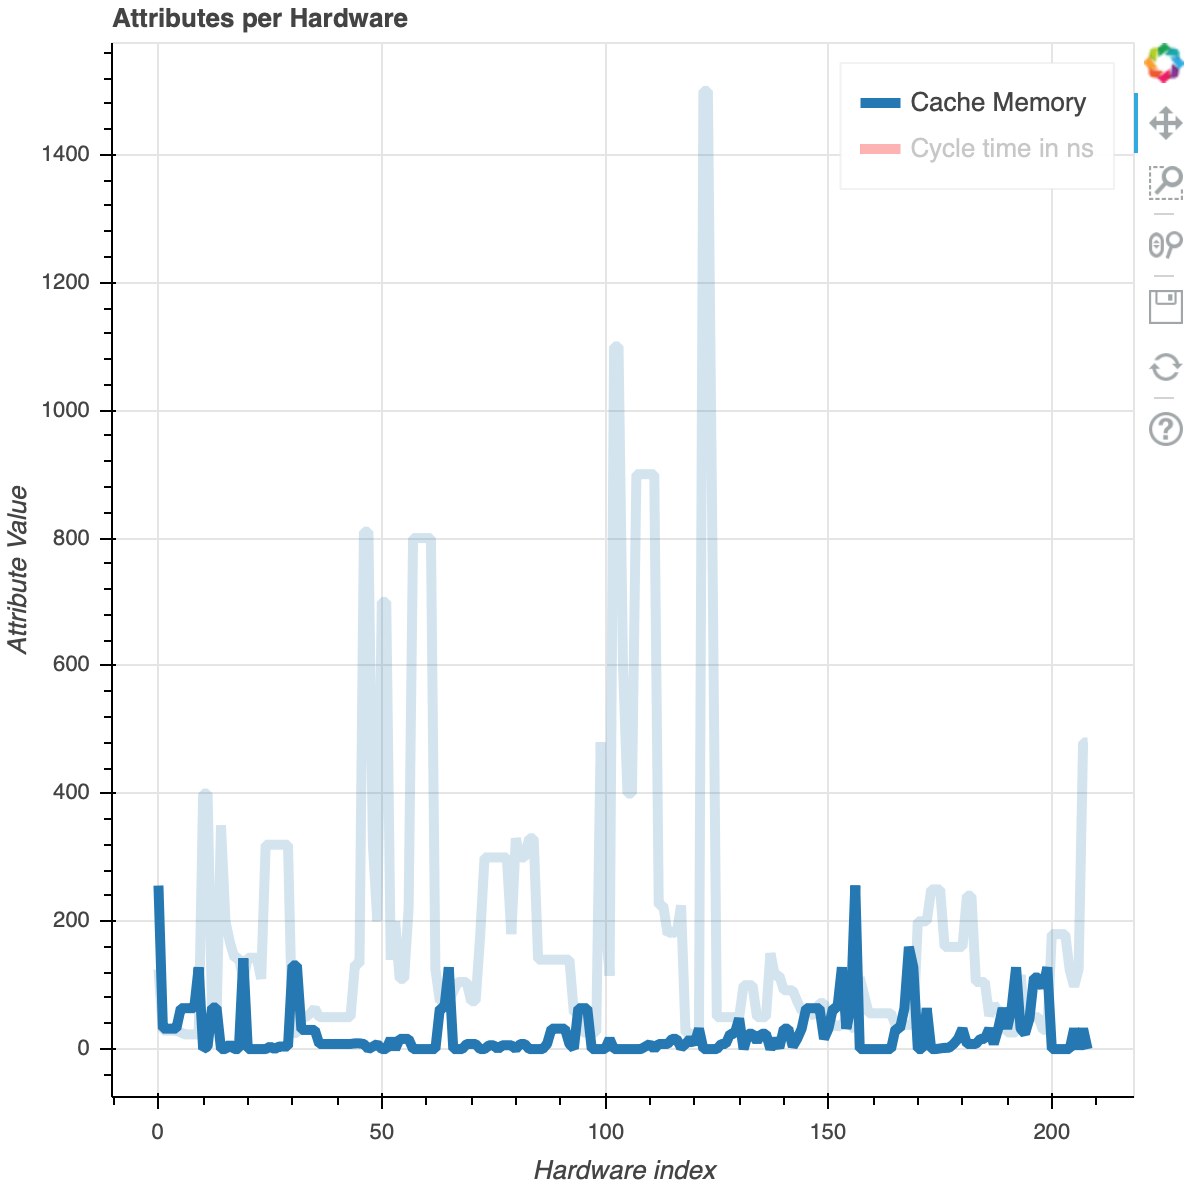 Attributes per Hardware
Cache Memory
Cycle time in ns
1400
1200
1000
800
600
400
200
0
Attribute Value
0 50 100 150 200
Hardware index